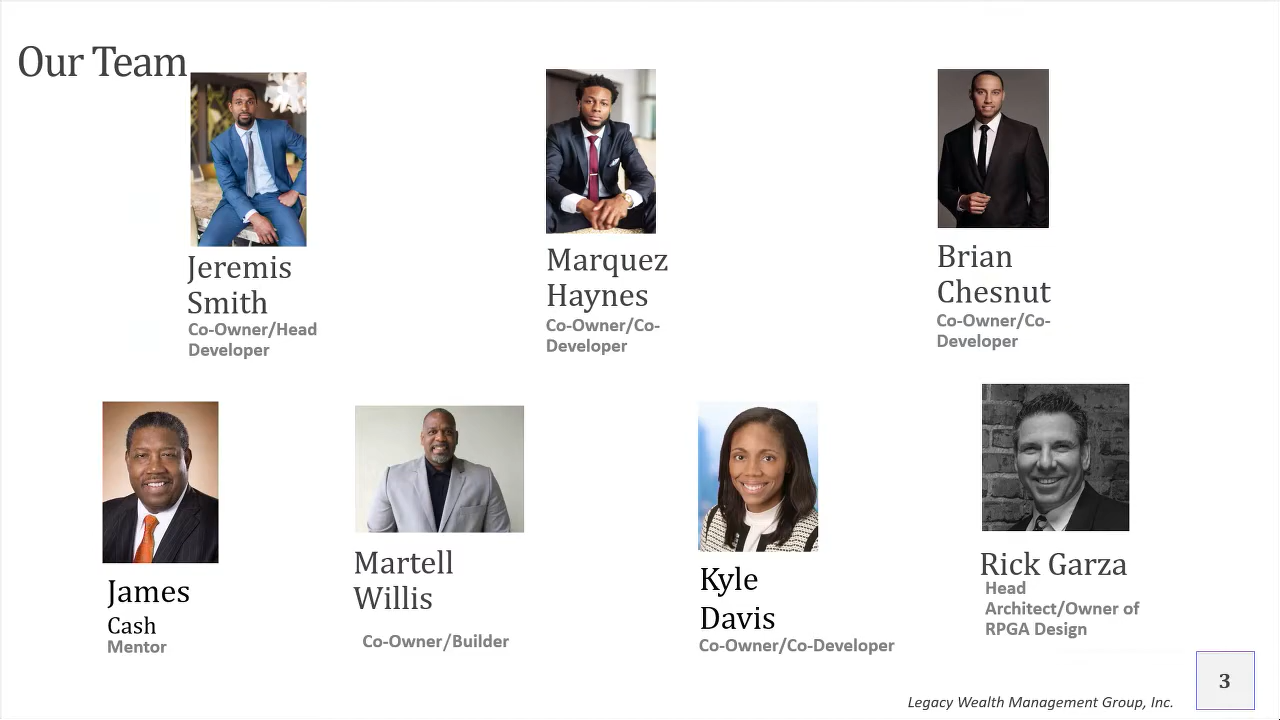 Our Team
Jeremis
Smith
Co-Owner/Head
Developer
Marquez
Haynes
Co-Owner/Co-
Developer
Brian
Chesnut
Co-Owner/Co-
Developer
James
Cash
Mentor
Martell
Willis
Co-Owner/Builder
Kyle
Davis
Co-Owner/Co-Developer
Rick Garza
Head
Architect/Owner of
RPGA Design
Legacy Wealth Management Group, Inc.
3